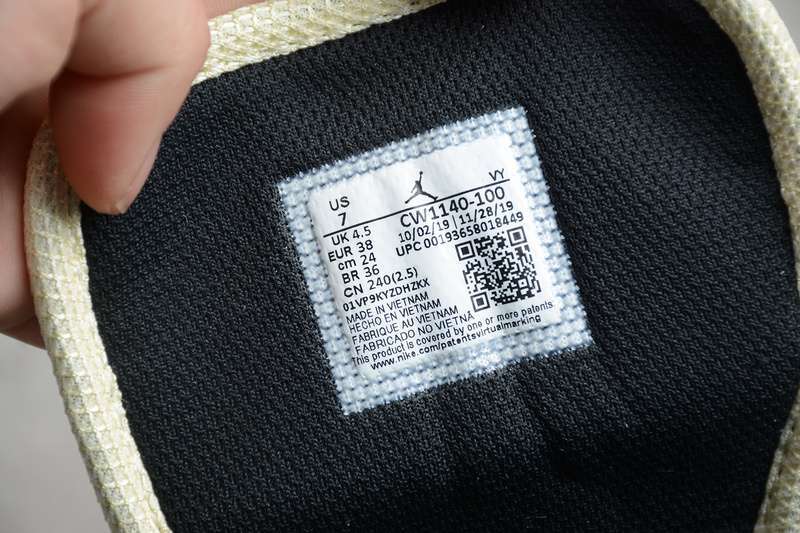 US
7
VY
UK 4.5
CW1140-100
EUR 38
10/02/19 | 11/28/19
cm 24
UPC 00193658018449
BR 36
CN 240(2.5)
01VP9KYZDHZKX
MADE IN VIETNAM
HECHO EN VIETNAM
FABRIQUE AU VIETNAM
FABRICADO NO VIETNÃ
This product is covered by one or more patents.
www.nike.com/patentsvirtualmarking